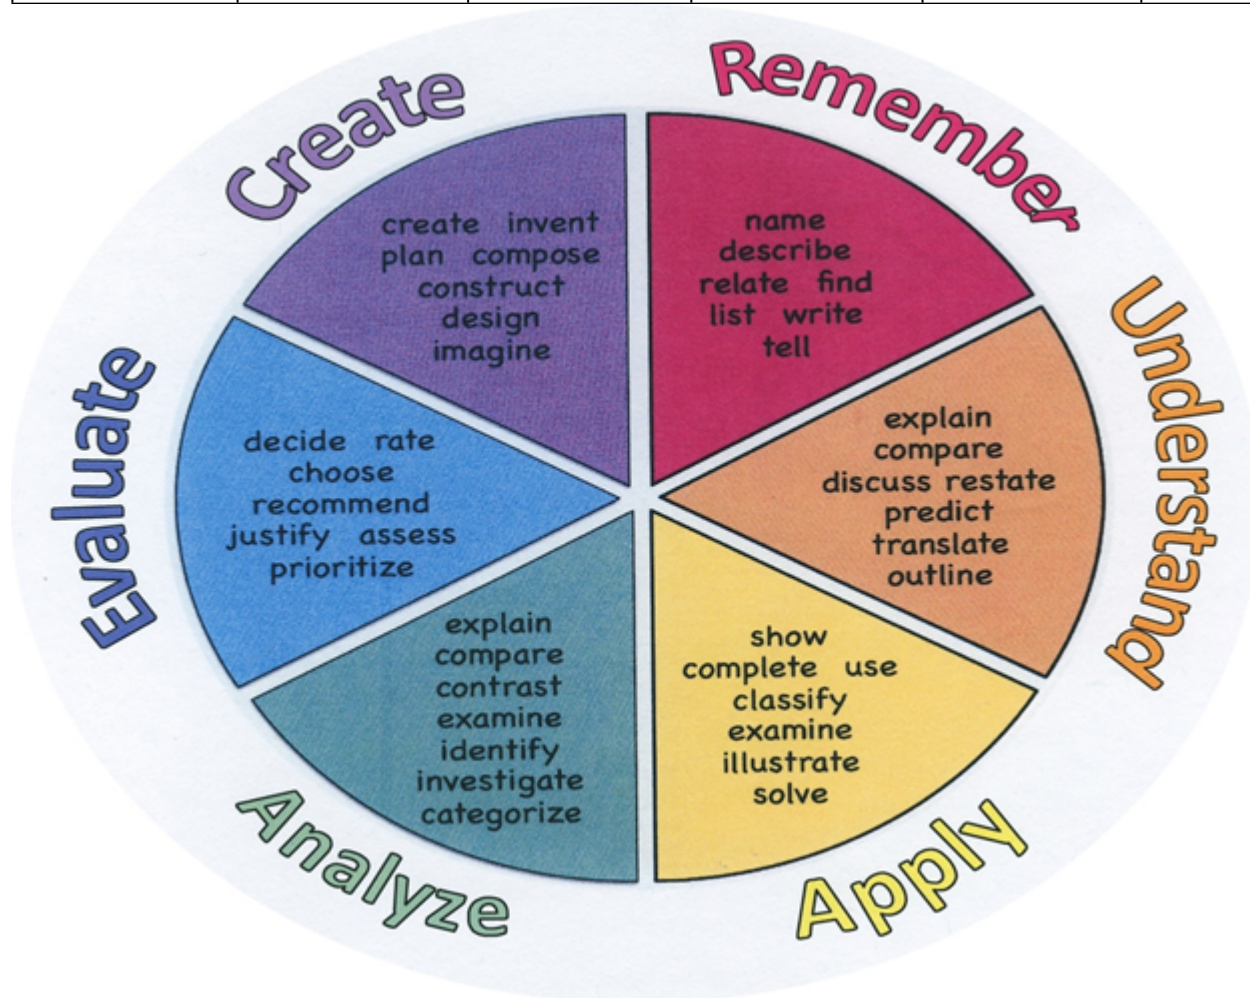 Remember
name
describe
relate find
list write
tell
Understand
explain
compare
discuss restate
predict
translate
outline
Apply
show
complete use
classify
examine
illustrate
solve
Analyze
explain
compare
contrast
examine
identify
investigate
categorize
Evaluate
decide rate
choose
recommend
justify assess
prioritize
Create
create invent
plan compose
construct
design
imagine